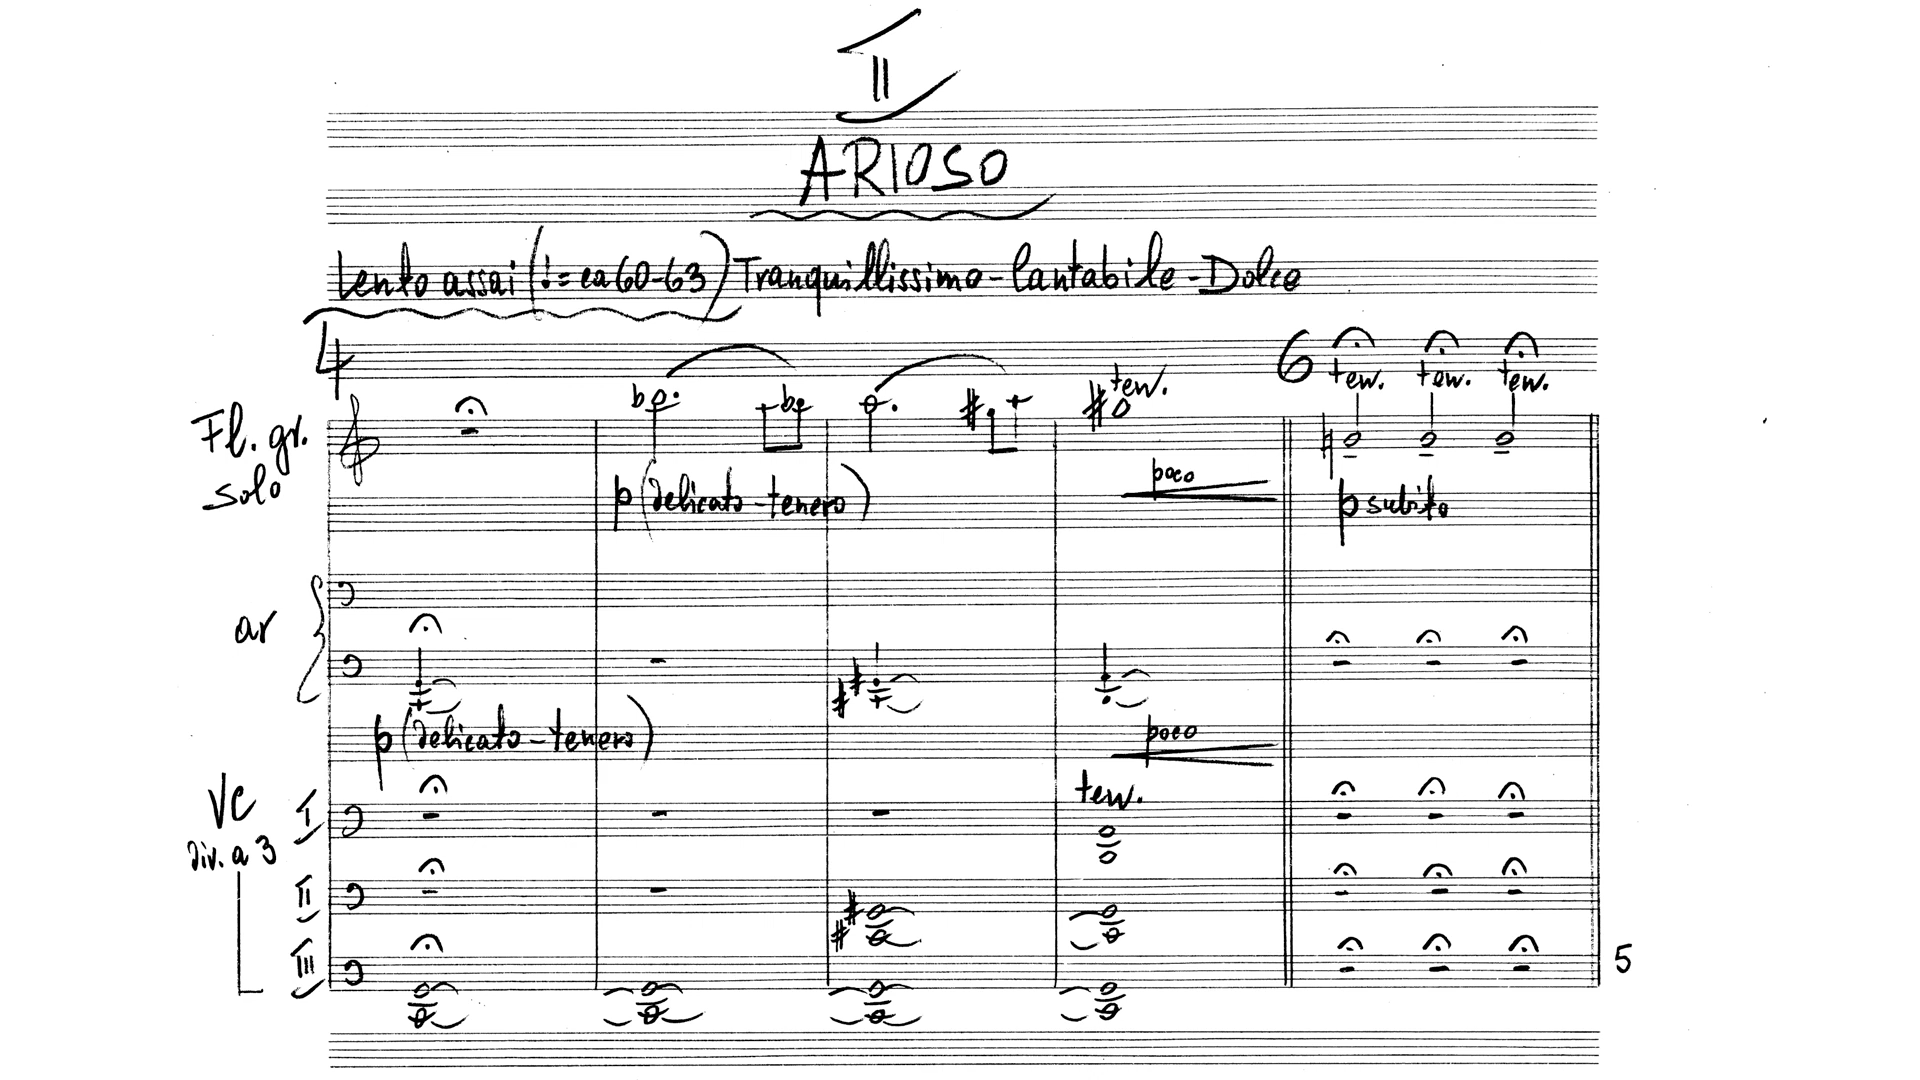 II
ARIOSO
Lento assai (♩= ca 60-63) Tranquillissimo - Cantabile - Dolce
4 6
ten. ten. ten. ten.
Fl. gr.
solo
poco
p (delicato - tenero) p subito
ar
p (delicato - tenero) poco
Vc ten.
I
div. a 3
II
III 5